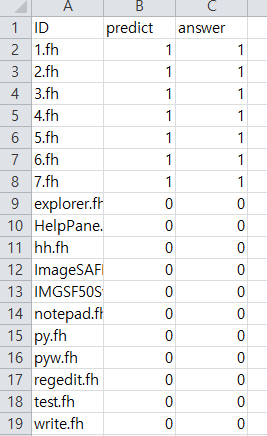 A B C
1 ID predict answer
2 1.fh 1 1
3 2.fh 1 1
4 3.fh 1 1
5 4.fh 1 1
6 5.fh 1 1
7 6.fh 1 1
8 7.fh 1 1
9 explorer.fh 0 0
10 HelpPane. 0 0
11 hh.fh 0 0
12 ImageSAF 0 0
13 IMGSF50S 0 0
14 notepad.fh 0 0
15 py.fh 0 0
16 pyw.fh 0 0
17 regedit.fh 0 0
18 test.fh 0 0
19 write.fh 0 0